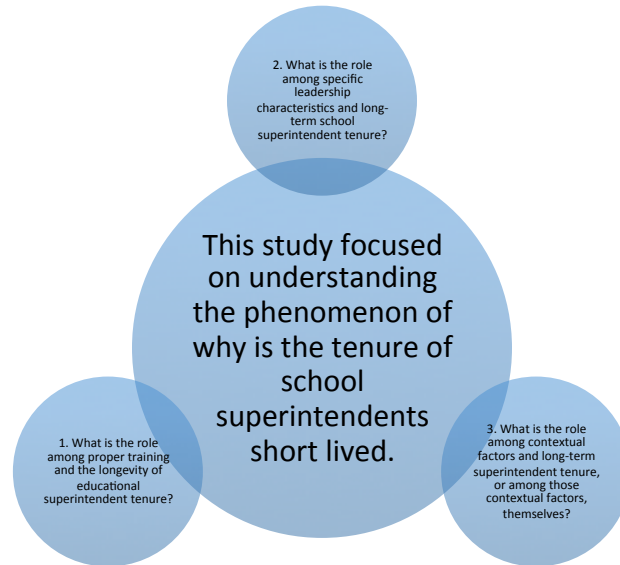 2. What is the role
among specific
leadership
characteristics and long-
term school
superintendent tenure?
This study focused
on understanding
the phenomenon of
why is the tenure of
school
superintendents
short lived.
1. What is the role
among proper training
and the longevity of
educational
superintendent tenure?
3. What is the role
among contextual
factors and long-term
superintendent tenure,
or among those
contextual factors,
themselves?